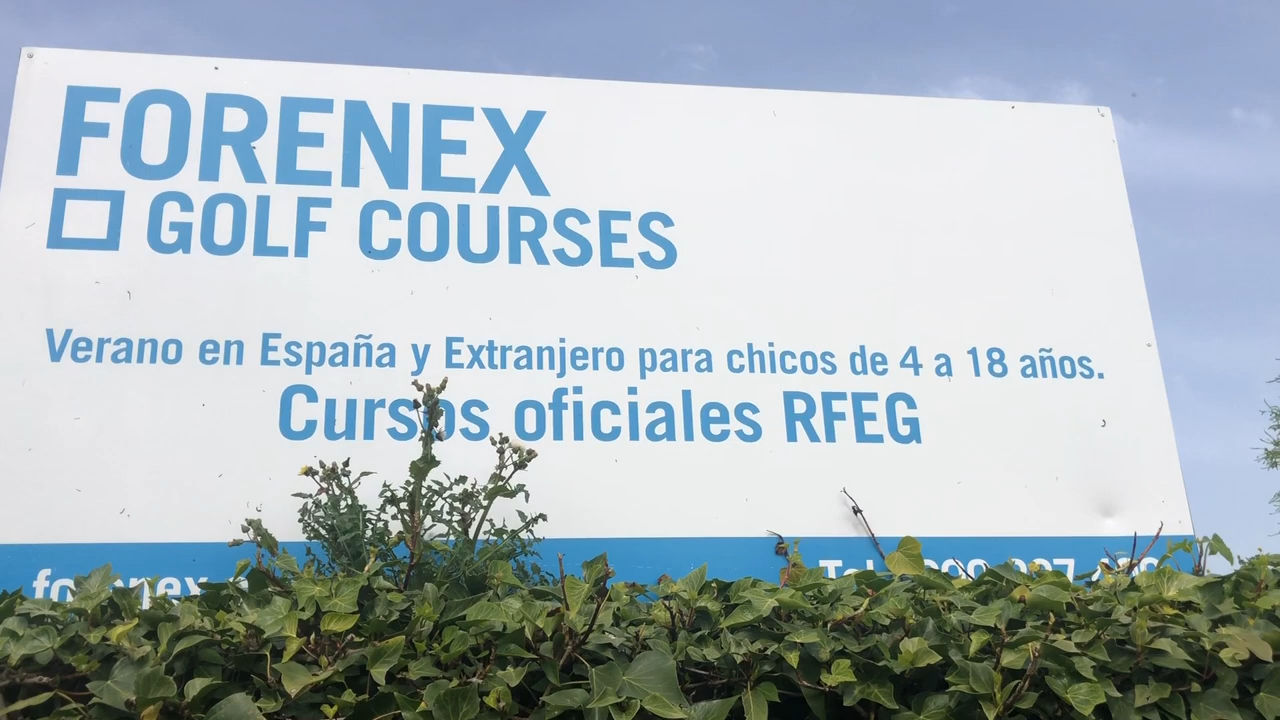 FORENEX
GOLF COURSES
Verano en España y Extranjero para chicos de 4 a 18 años.
Cursos oficiales RFEG